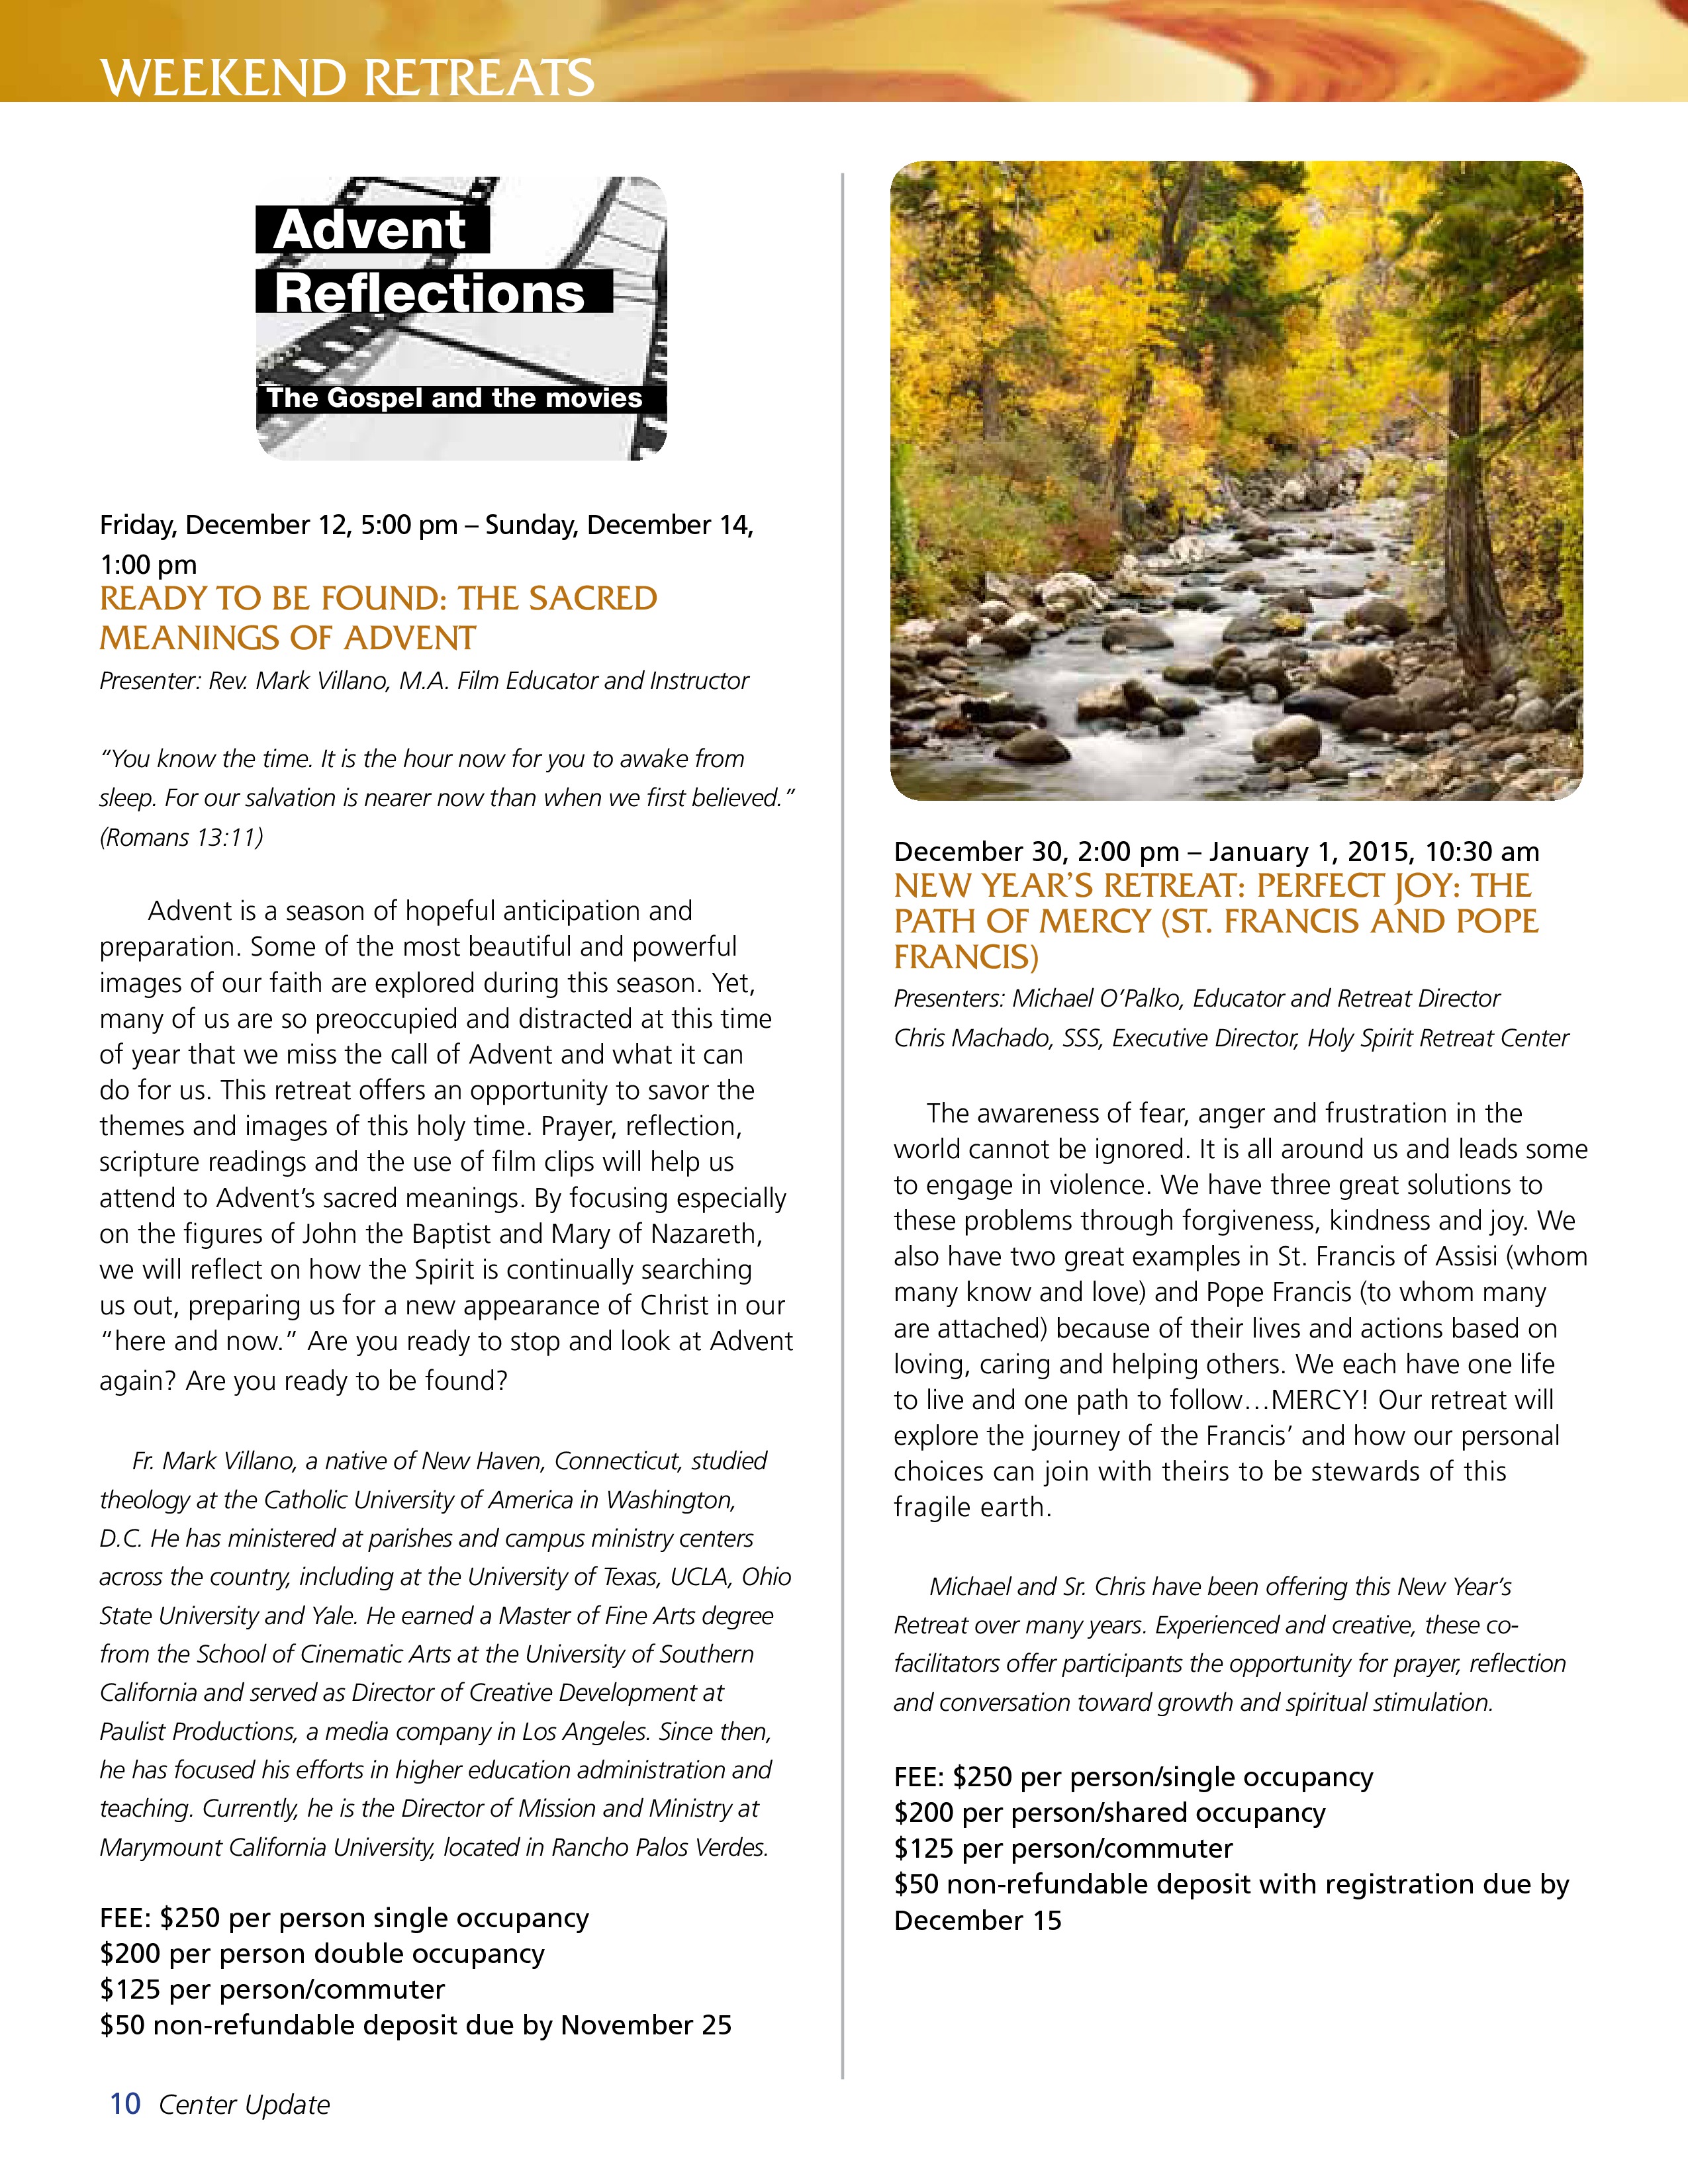 WEEKEND RETREATS
Advent
Reflections
The Gospel and the movies
Friday, December 12, 5:00 pm – Sunday, December 14,
1:00 pm
READY TO BE FOUND: THE SACRED
MEANINGS OF ADVENT
Presenter: Rev. Mark Villano, M.A. Film Educator and Instructor
“You know the time. It is the hour now for you to awake from
sleep. For our salvation is nearer now than when we first believed.”
(Romans 13:11)
Advent is a season of hopeful anticipation and
preparation. Some of the most beautiful and powerful
images of our faith are explored during this season. Yet,
many of us are so preoccupied and distracted at this time
of year that we miss the call of Advent and what it can
do for us. This retreat offers an opportunity to savor the
themes and images of this holy time. Prayer, reflection,
scripture readings and the use of film clips will help us
attend to Advent’s sacred meanings. By focusing especially
on the figures of John the Baptist and Mary of Nazareth,
we will reflect on how the Spirit is continually searching
us out, preparing us for a new appearance of Christ in our
“here and now.” Are you ready to stop and look at Advent
again? Are you ready to be found?
Fr. Mark Villano, a native of New Haven, Connecticut, studied
theology at the Catholic University of America in Washington,
D.C. He has ministered at parishes and campus ministry centers
across the country, including at the University of Texas, UCLA, Ohio
State University and Yale. He earned a Master of Fine Arts degree
from the School of Cinematic Arts at the University of Southern
California and served as Director of Creative Development at
Paulist Productions, a media company in Los Angeles. Since then,
he has focused his efforts in higher education administration and
teaching. Currently, he is the Director of Mission and Ministry at
Marymount California University, located in Rancho Palos Verdes.
FEE: $250 per person single occupancy
$200 per person double occupancy
$125 per person/commuter
$50 non-refundable deposit due by November 25
December 30, 2:00 pm – January 1, 2015, 10:30 am
NEW YEAR’S RETREAT: PERFECT JOY: THE
PATH OF MERCY (ST. FRANCIS AND POPE
FRANCIS)
Presenters: Michael O’Palko, Educator and Retreat Director
Chris Machado, SSS, Executive Director, Holy Spirit Retreat Center
The awareness of fear, anger and frustration in the
world cannot be ignored. It is all around us and leads some
to engage in violence. We have three great solutions to
these problems through forgiveness, kindness and joy. We
also have two great examples in St. Francis of Assisi (whom
many know and love) and Pope Francis (to whom many
are attached) because of their lives and actions based on
loving, caring and helping others. We each have one life
to live and one path to follow…MERCY! Our retreat will
explore the journey of the Francis’ and how our personal
choices can join with theirs to be stewards of this
fragile earth.
Michael and Sr. Chris have been offering this New Year’s
Retreat over many years. Experienced and creative, these co-
facilitators offer participants the opportunity for prayer, reflection
and conversation toward growth and spiritual stimulation.
FEE: $250 per person/single occupancy
$200 per person/shared occupancy
$125 per person/commuter
$50 non-refundable deposit with registration due by
December 15
10 Center Update